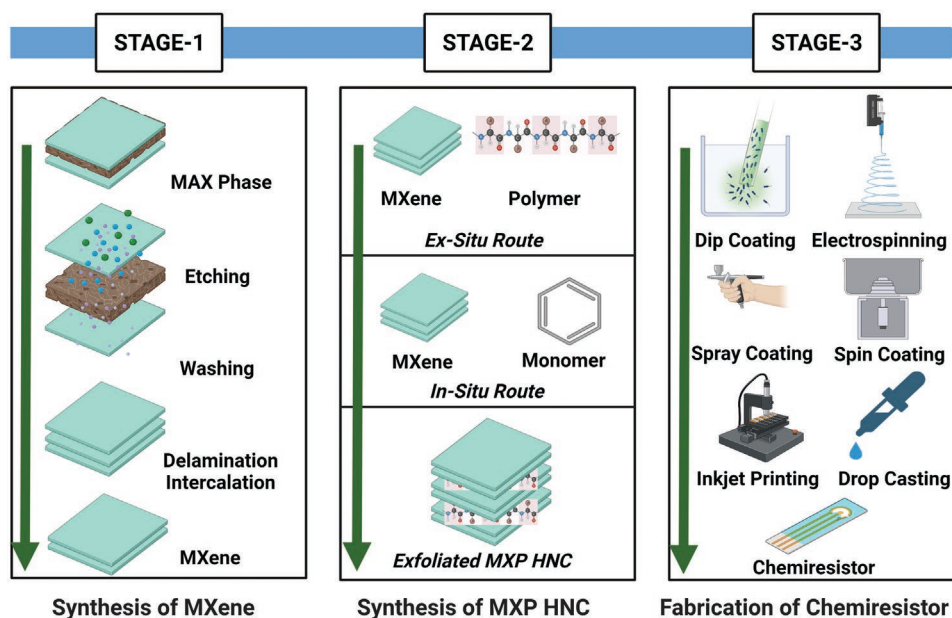 STAGE-1
STAGE-2
STAGE-3
MAX Phase
Etching
Washing
Delamination
Intercalation
MXene
Synthesis of MXene
MXene
Polymer
Ex-Situ Route
MXene
Monomer
In-Situ Route
Exfoliated MXP HNC
Synthesis of MXP HNC
Dip Coating
Electrospinning
Spray Coating
Spin Coating
Inkjet Printing
Drop Casting
Chemiresistor
Fabrication of Chemiresistor